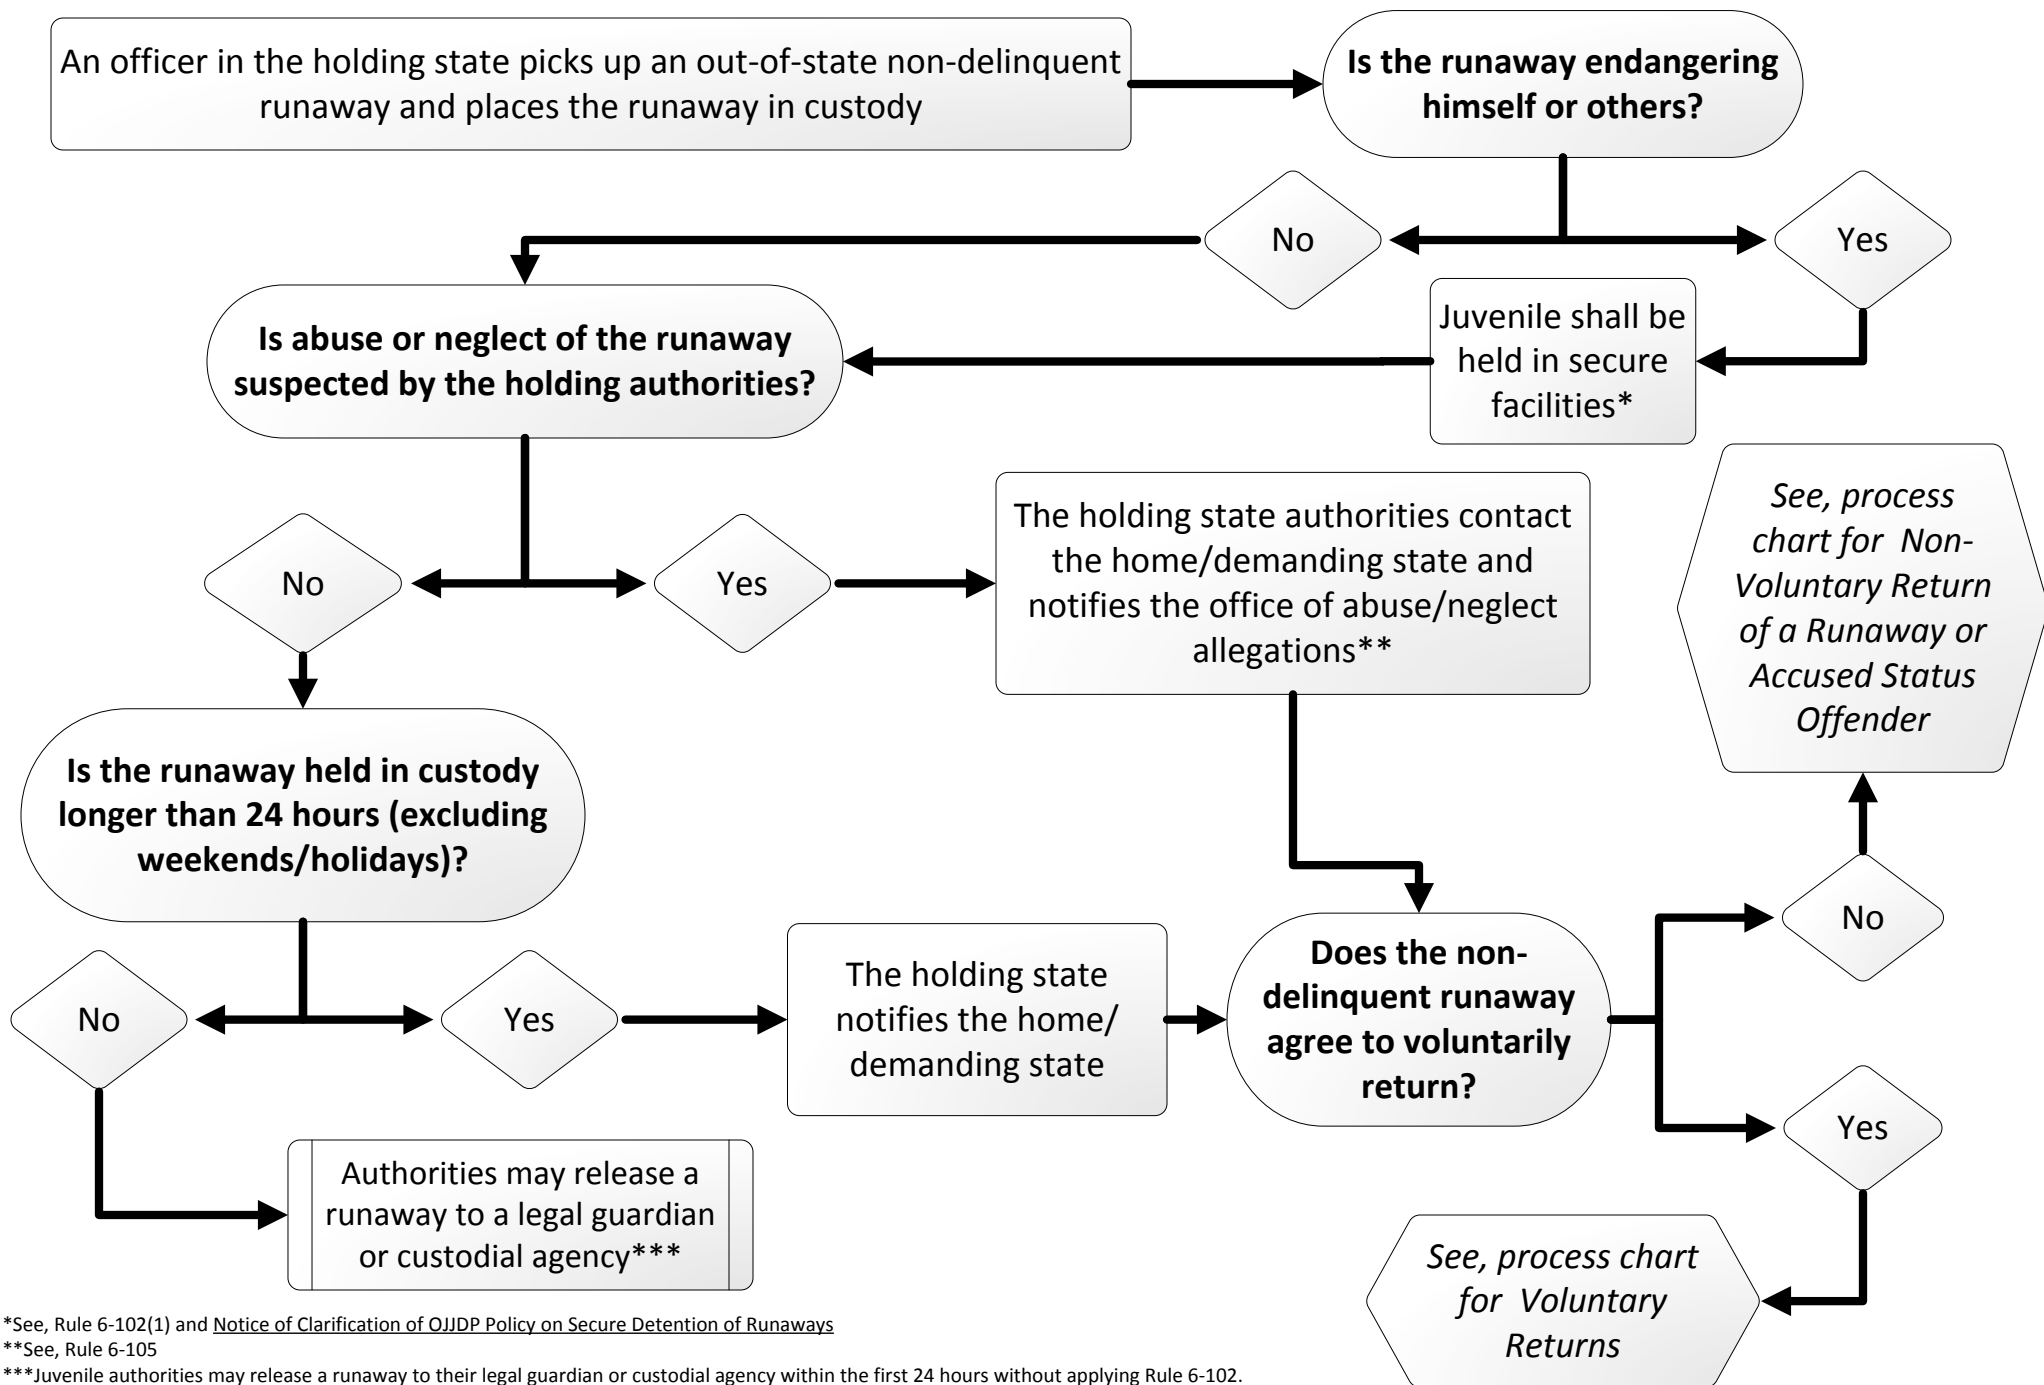 An officer in the holding state picks up an out-of-state non-delinquent
runaway and places the runaway in custody
Is the runaway endangering
himself or others?
No
Yes
Juvenile shall be
held in secure
facilities*
Is abuse or neglect of the runaway
suspected by the holding authorities?
No
Yes
The holding state authorities contact
the home/demanding state and
notifies the office of abuse/neglect
allegations**
See, process
chart for Non-
Voluntary Return
of a Runaway or
Accused Status
Offender
Is the runaway held in custody
longer than 24 hours (excluding
weekends/holidays)?
No
Yes
The holding state
notifies the home/
demanding state
Does the non-
delinquent runaway
agree to voluntarily
return?
No
Yes
Authorities may release a
runaway to a legal guardian
or custodial agency***
See, process chart
for Voluntary
Returns
*See, Rule 6-102(1) and Notice of Clarification of OJJDP Policy on Secure Detention of Runaways
**See, Rule 6-105
***Juvenile authorities may release a runaway to their legal guardian or custodial agency within the first 24 hours without applying Rule 6-102.